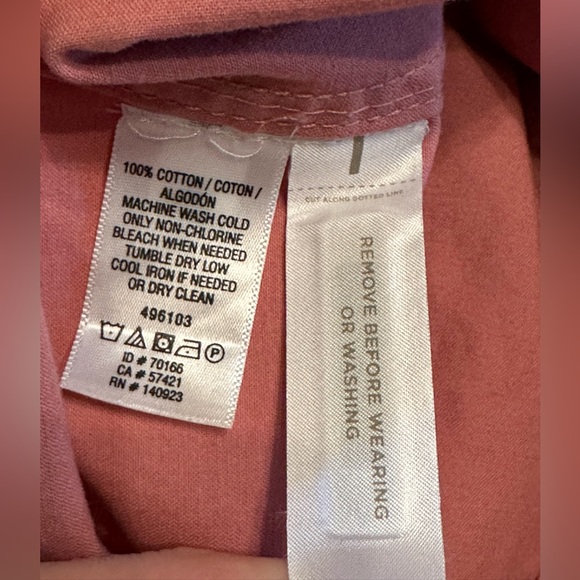 100% COTTON / COTON /
ALGODÓN
MACHINE WASH COLD
ONLY NON-CHLORINE
BLEACH WHEN NEEDED
TUMBLE DRY LOW
COOL IRON IF NEEDED
OR DRY CLEAN
496103
P
ID # 70166
CA # 57421
RN # 140923
CUT ALONG DOTTED LINE
REMOVE BEFORE WEARING
OR WASHING